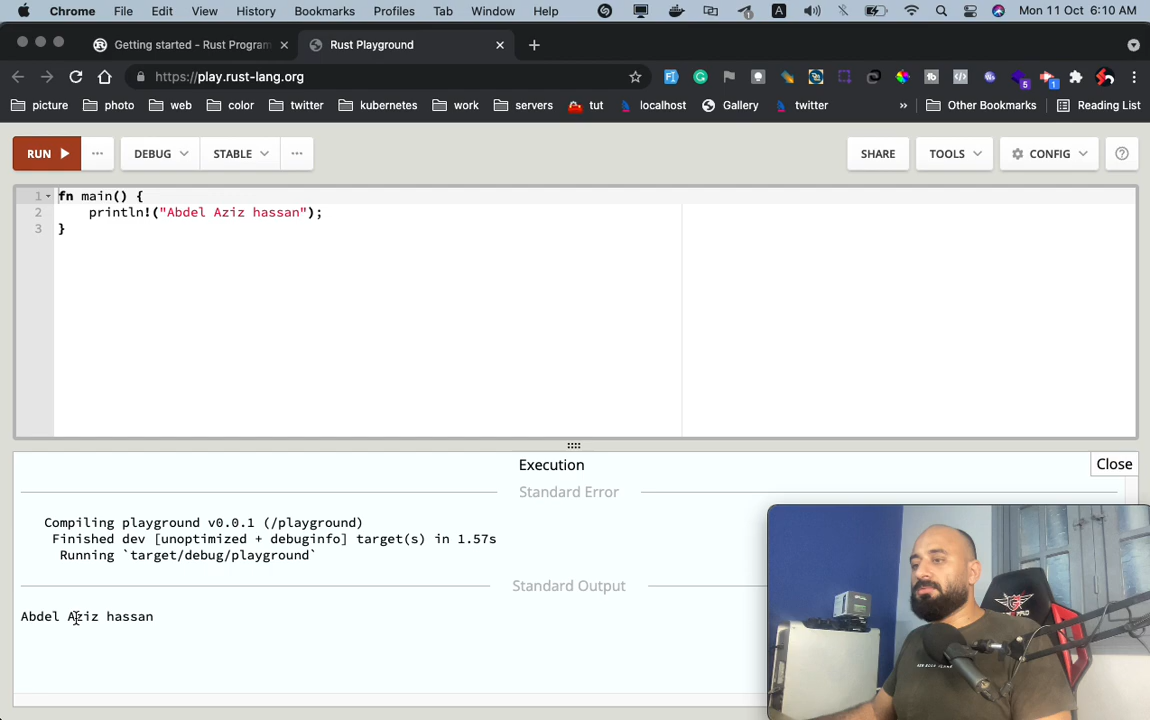 Chrome File Edit View History Bookmarks Profiles Tab Window Help A Mon 11 Oct 6:10 AM
Getting started - Rust Program Rust Playground
https://play.rust-lang.org
picture photo web color twitter kubernetes work servers tut localhost Gallery twitter » Other Bookmarks Reading List
RUN ··· DEBUG STABLE ··· SHARE TOOLS CONFIG ?
1 fn main() {
2 println!("Abdel Aziz hassan");
3 }
Execution
Close
Standard Error
Compiling playground v0.0.1 (/playground)
Finished dev [unoptimized + debuginfo] target(s) in 1.57s
Running `target/debug/playground`
Standard Output
Abdel Aziz hassan